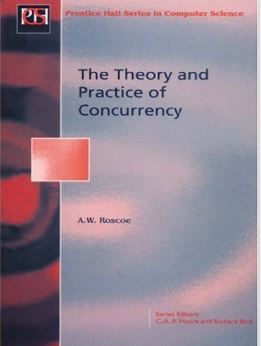 PH
Prentice Hall Series in Computer Science
The Theory and
Practice of
Concurrency
A.W. Roscoe
Series Editors
C.A.R. Hoare and Richard Bird